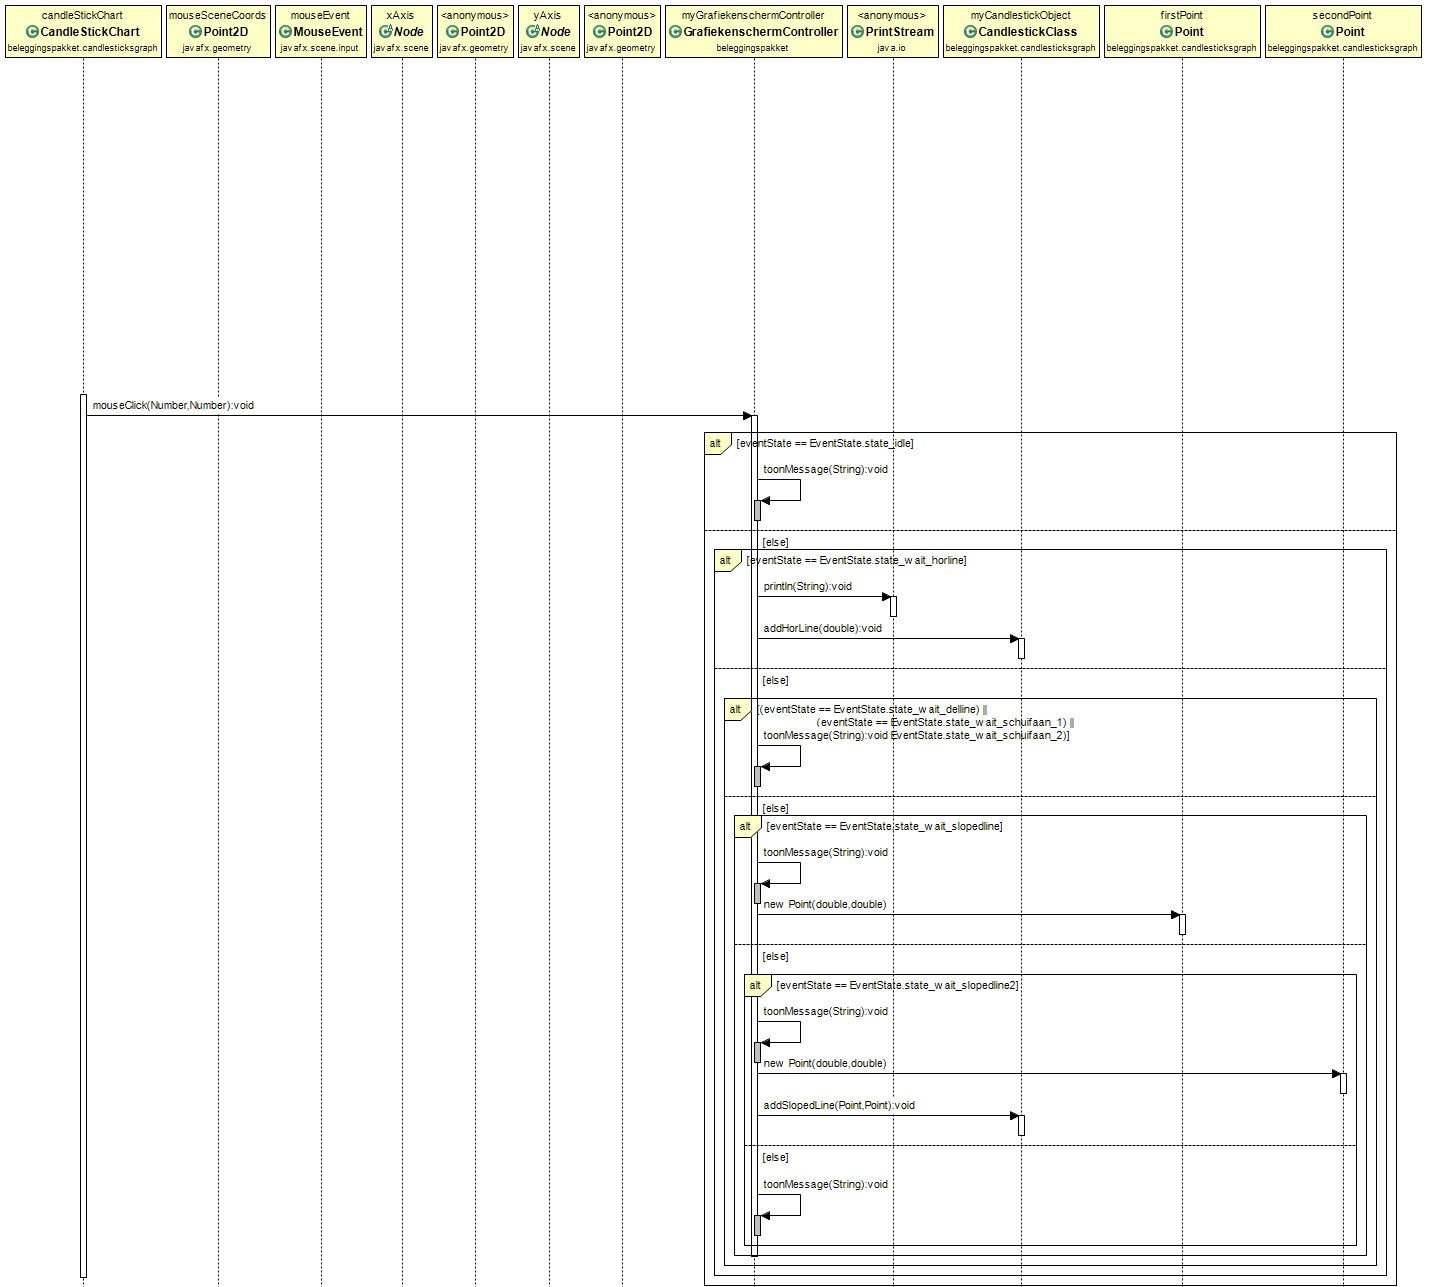 candleStickChart
CandleStickChart
beleggingspakket.candlesticksgraph
mouseSceneCoords
Point2D
javafx.geometry
mouseEvent
MouseEvent
javafx.scene.input
xAxis
Node
javafx.scene
<anonymous>
Point2D
javafx.geometry
yAxis
Node
javafx.scene
<anonymous>
Point2D
javafx.geometry
myGrafiekenschermController
GrafiekenschermController
beleggingspakket
<anonymous>
PrintStream
java.io
myCandlestickObject
CandlestickClass
beleggingspakket.candlesticksgraph
firstPoint
Point
beleggingspakket.candlesticksgraph
secondPoint
Point
beleggingspakket.candlesticksgraph
mouseClick(Number,Number):void
alt [eventState == EventState.state_idle]
toonMessage(String):void
[else]
alt [eventState == EventState.state_wait_horline]
println(String):void
addHorLine(double):void
[else]
alt [(eventState == EventState.state_wait_delline) ||
(eventState == EventState.state_wait_schuifaan_1) ||
toonMessage(String):void EventState.state_wait_schuifaan_2)]
[else]
alt [eventState == EventState.state_wait_slopedline]
toonMessage(String):void
new Point(double,double)
[else]
alt [eventState == EventState.state_wait_slopedline2]
toonMessage(String):void
new Point(double,double)
addSlopedLine(Point,Point):void
[else]
toonMessage(String):void